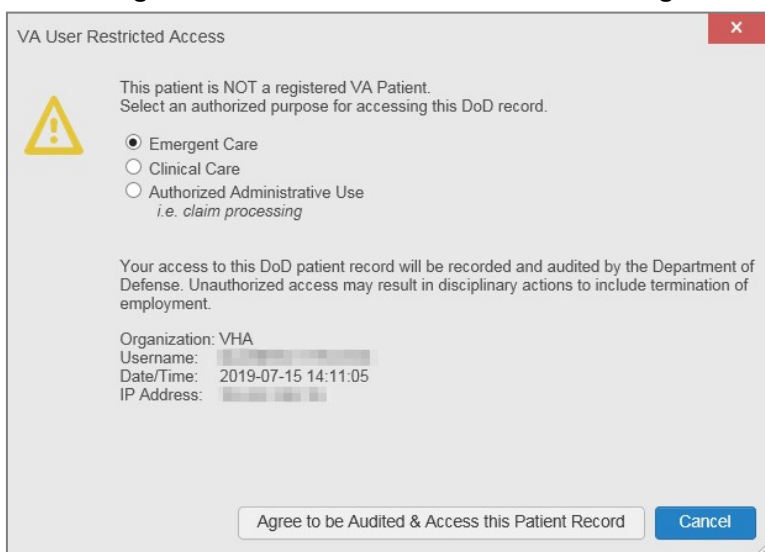 VA User Restricted Access
This patient is NOT a registered VA Patient.
Select an authorized purpose for accessing this DoD record.
Emergent Care
Clinical Care
Authorized Administrative Use
i.e. claim processing
Your access to this DoD patient record will be recorded and audited by the Department of
Defense. Unauthorized access may result in disciplinary actions to include termination of
employment.
Organization: VHA
Username:
Date/Time: 2019-07-15 14:11:05
IP Address:
Agree to be Audited & Access this Patient Record
Cancel